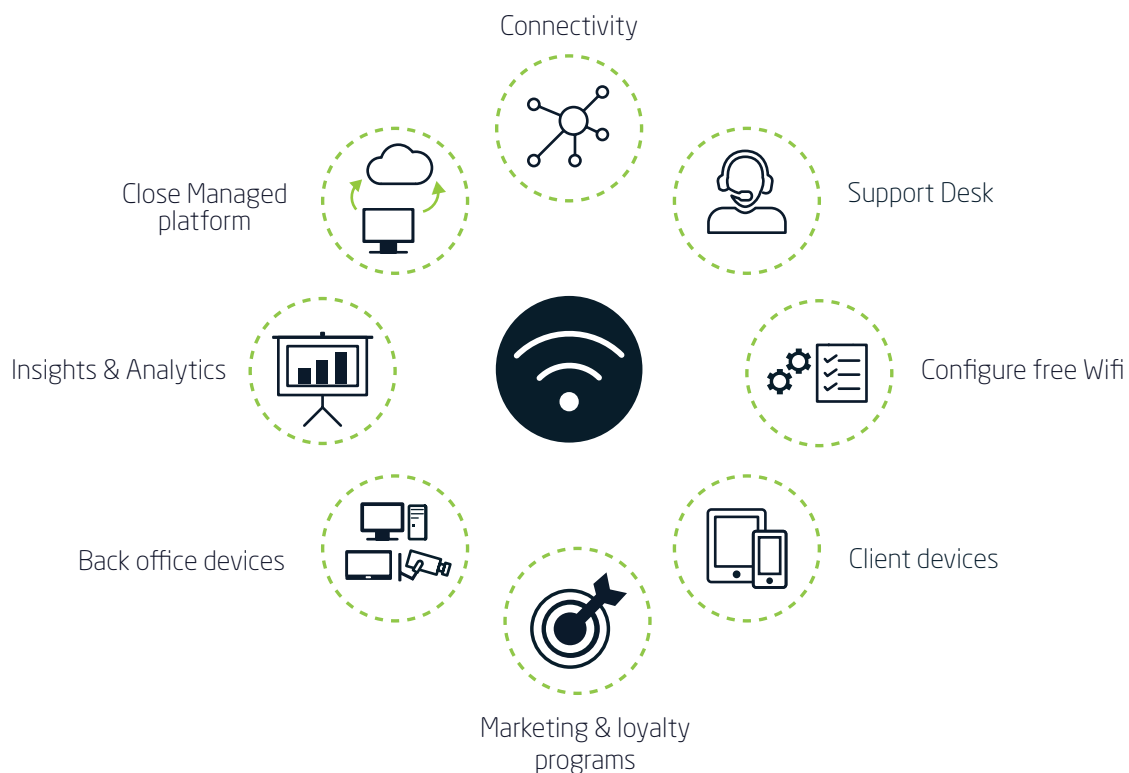 Connectivity
Close Managed
platform
Support Desk
Insights & Analytics
Configure free Wifi
Back office devices
Client devices
Marketing & loyalty
programs